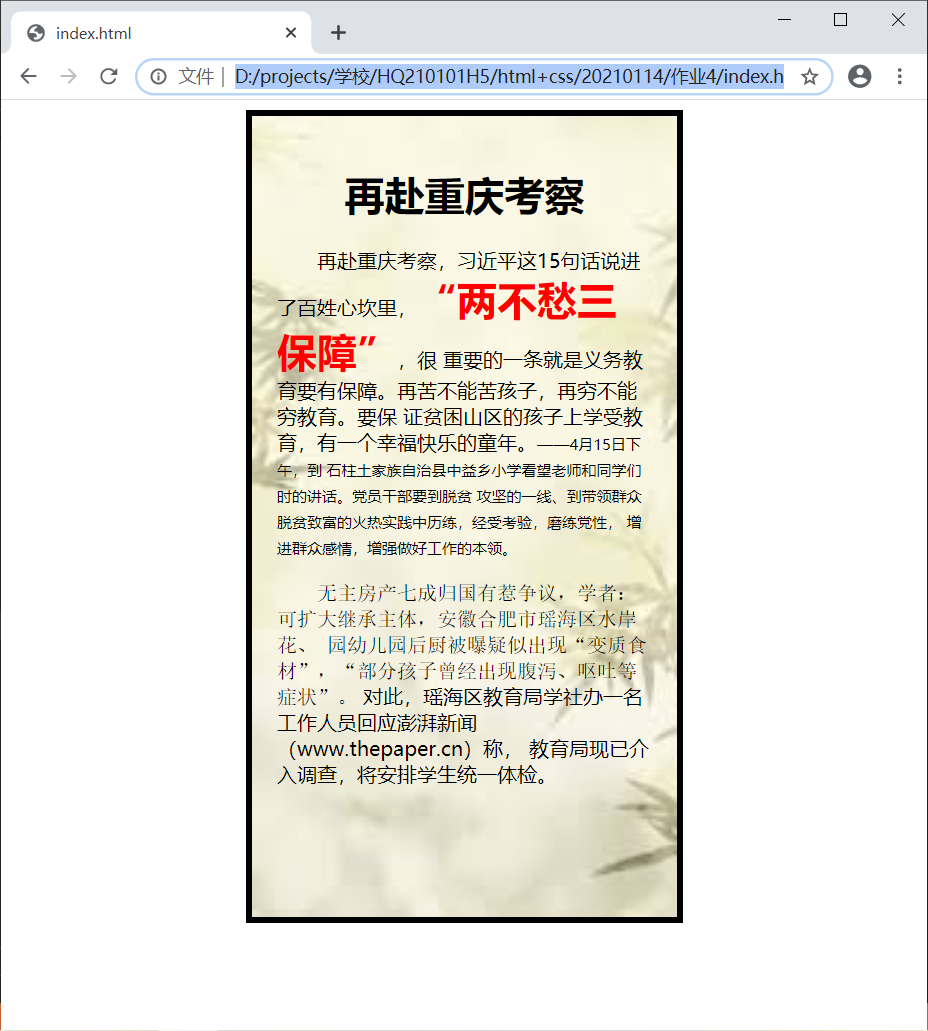 index.html
文件 | D:/projects/学校/HQ210101H5/html+css/20210114/作业4/index.h
再赴重庆考察
再赴重庆考察，习近平这15句话说进
了百姓心坎里， “两不愁三
保障” ，很 重要的一条就是义务教
育要有保障。再苦不能苦孩子，再穷不能
穷教育。要保 证贫困山区的孩子上学受教
育，有一个幸福快乐的童年。——4月15日下
午，到 石柱土家族自治县中益乡小学看望老师和同学们
时的讲话。党员干部要到脱贫 攻坚的一线、到带领群众
脱贫致富的火热实践中历练，经受考验，磨练党性， 增
进群众感情，增强做好工作的本领。
无主房产七成归国有惹争议，学者：
可扩大继承主体，安徽合肥市瑶海区水岸
花、 园幼儿园后厨被曝疑似出现“变质食
材”，“部分孩子曾经出现腹泻、呕吐等
症状”。 对此，瑶海区教育局学社办一名
工作人员回应澎湃新闻
（www.thepaper.cn）称， 教育局现已介
入调查，将安排学生统一体检。